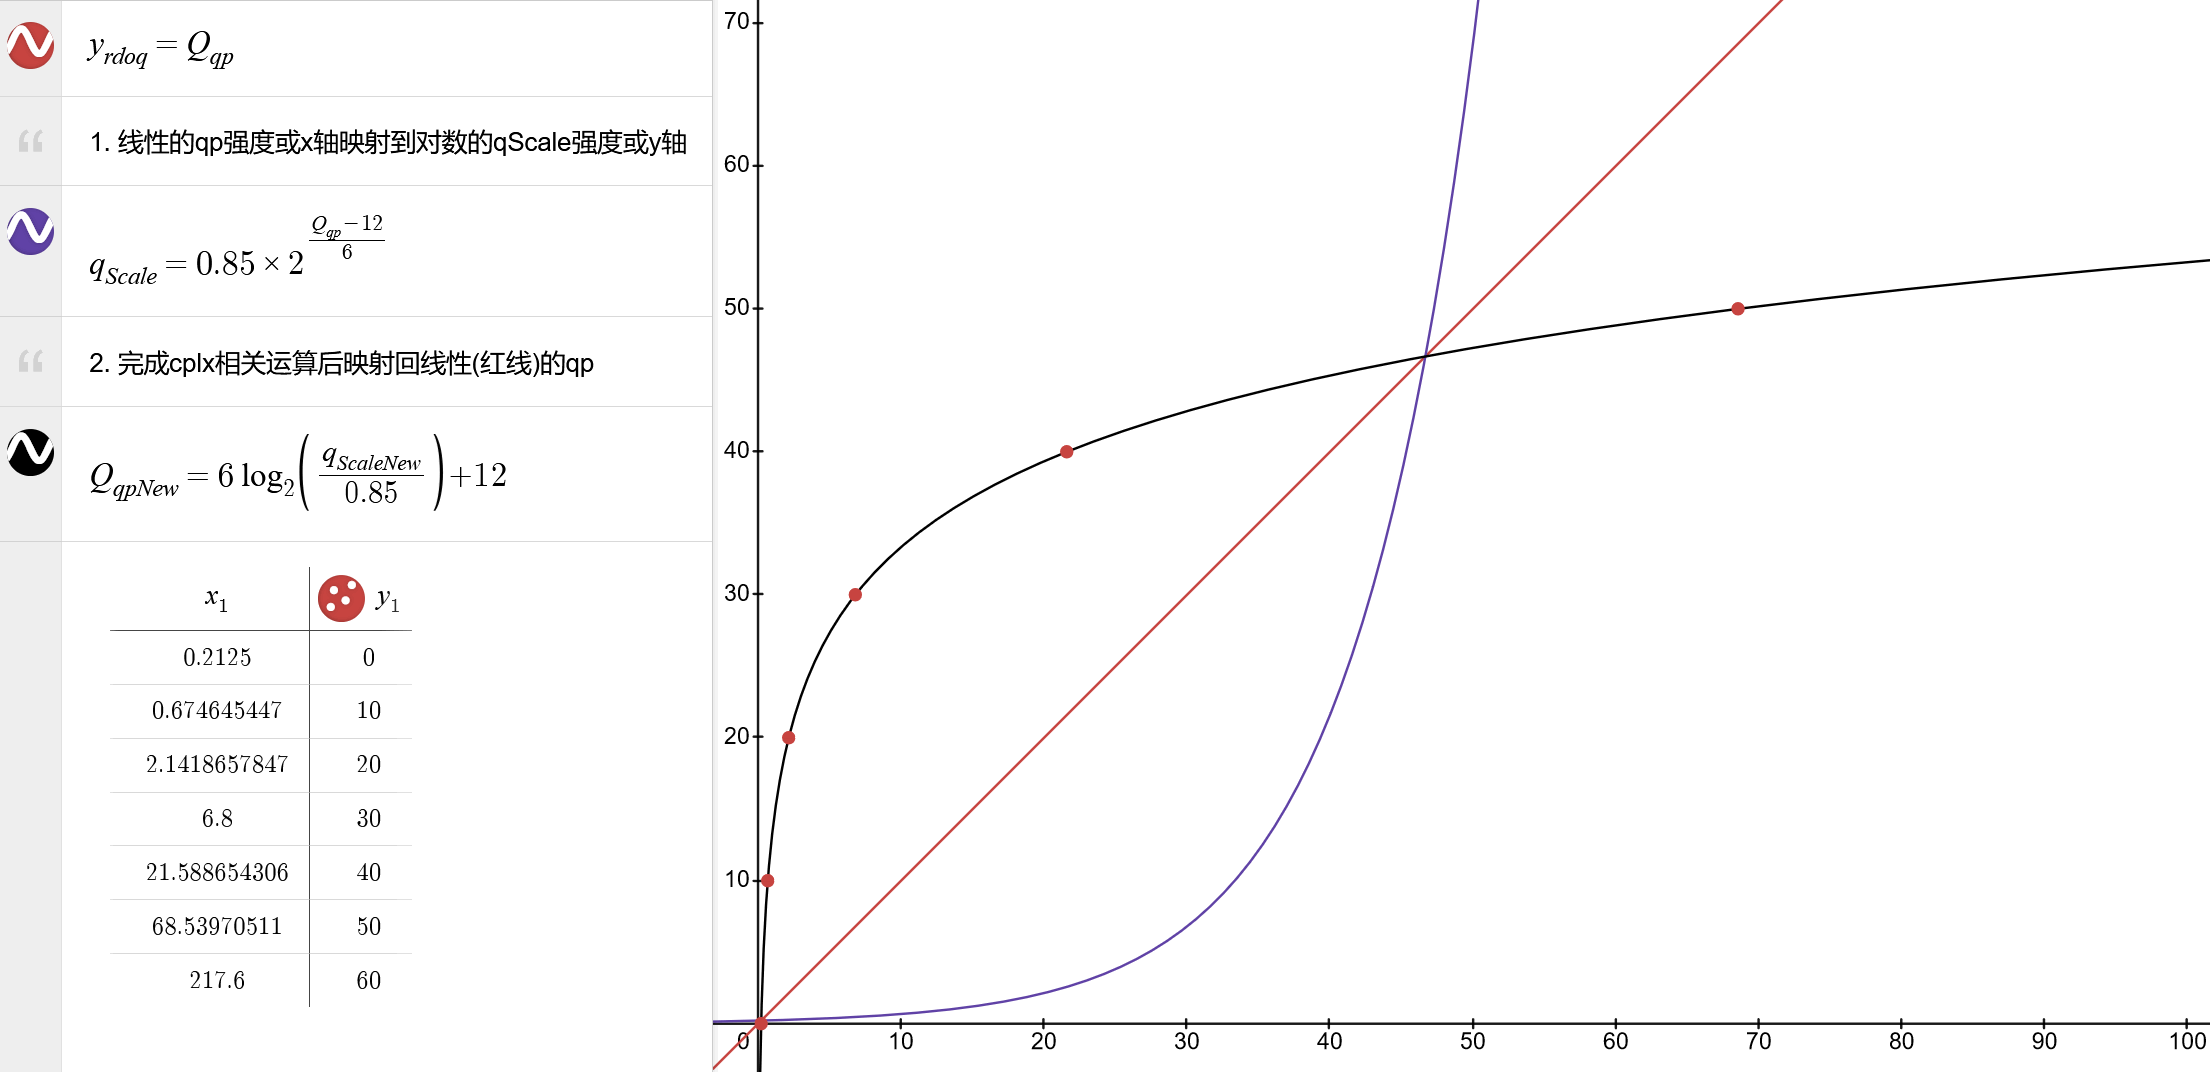 y_rdoq = Q_qp
1. 线性的qp强度或x轴映射到对数的qScale强度或y轴
q_Scale = 0.85 × 2^((Q_qp − 12)/6)
2. 完成cplx相关运算后映射回线性(红线)的qp
Q_qpNew = 6 log_2(q_ScaleNew/0.85) + 12
x_1 y_1
0.2125 0
0.674645447 10
2.1418657847 20
6.8 30
21.588654306 40
68.53970511 50
217.6 60
70
60
50
40
30
20
10
0 10 20 30 40 50 60 70 80 90 100